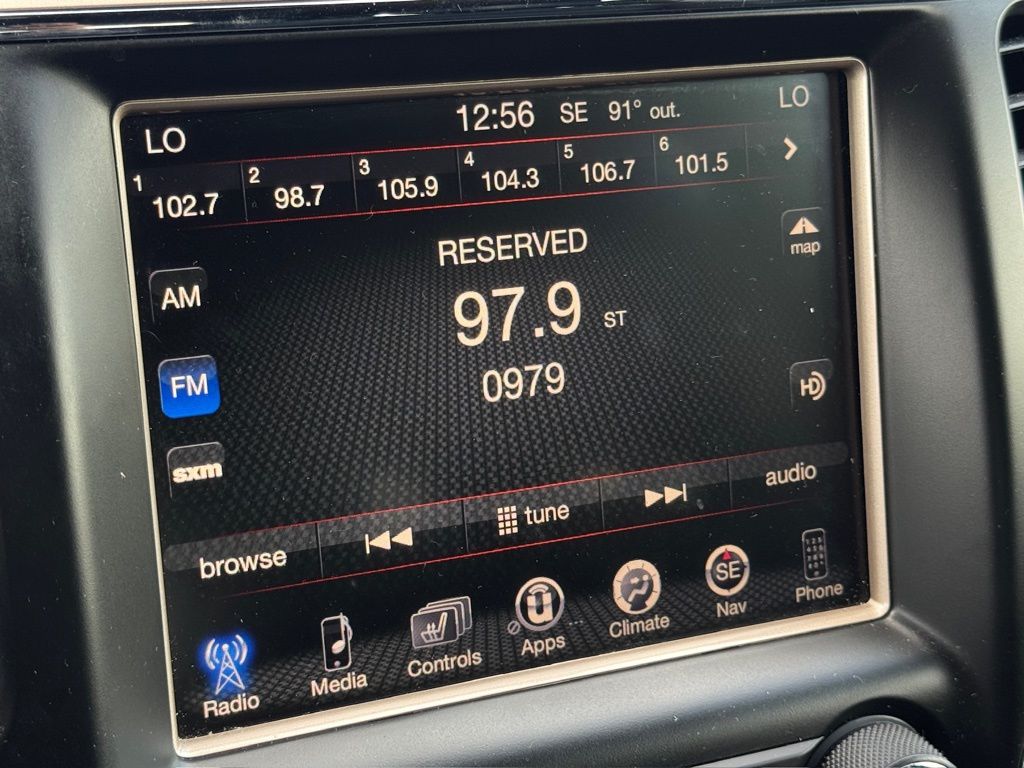 LO 12:56 SE 91° out. LO
1 102.7 2 98.7 3 105.9 4 104.3 5 106.7 6 101.5
RESERVED
map
AM
97.9 ST
FM
0979
HD
sxm
browse tune audio
Radio Media Controls Apps Climate SE Nav Phone